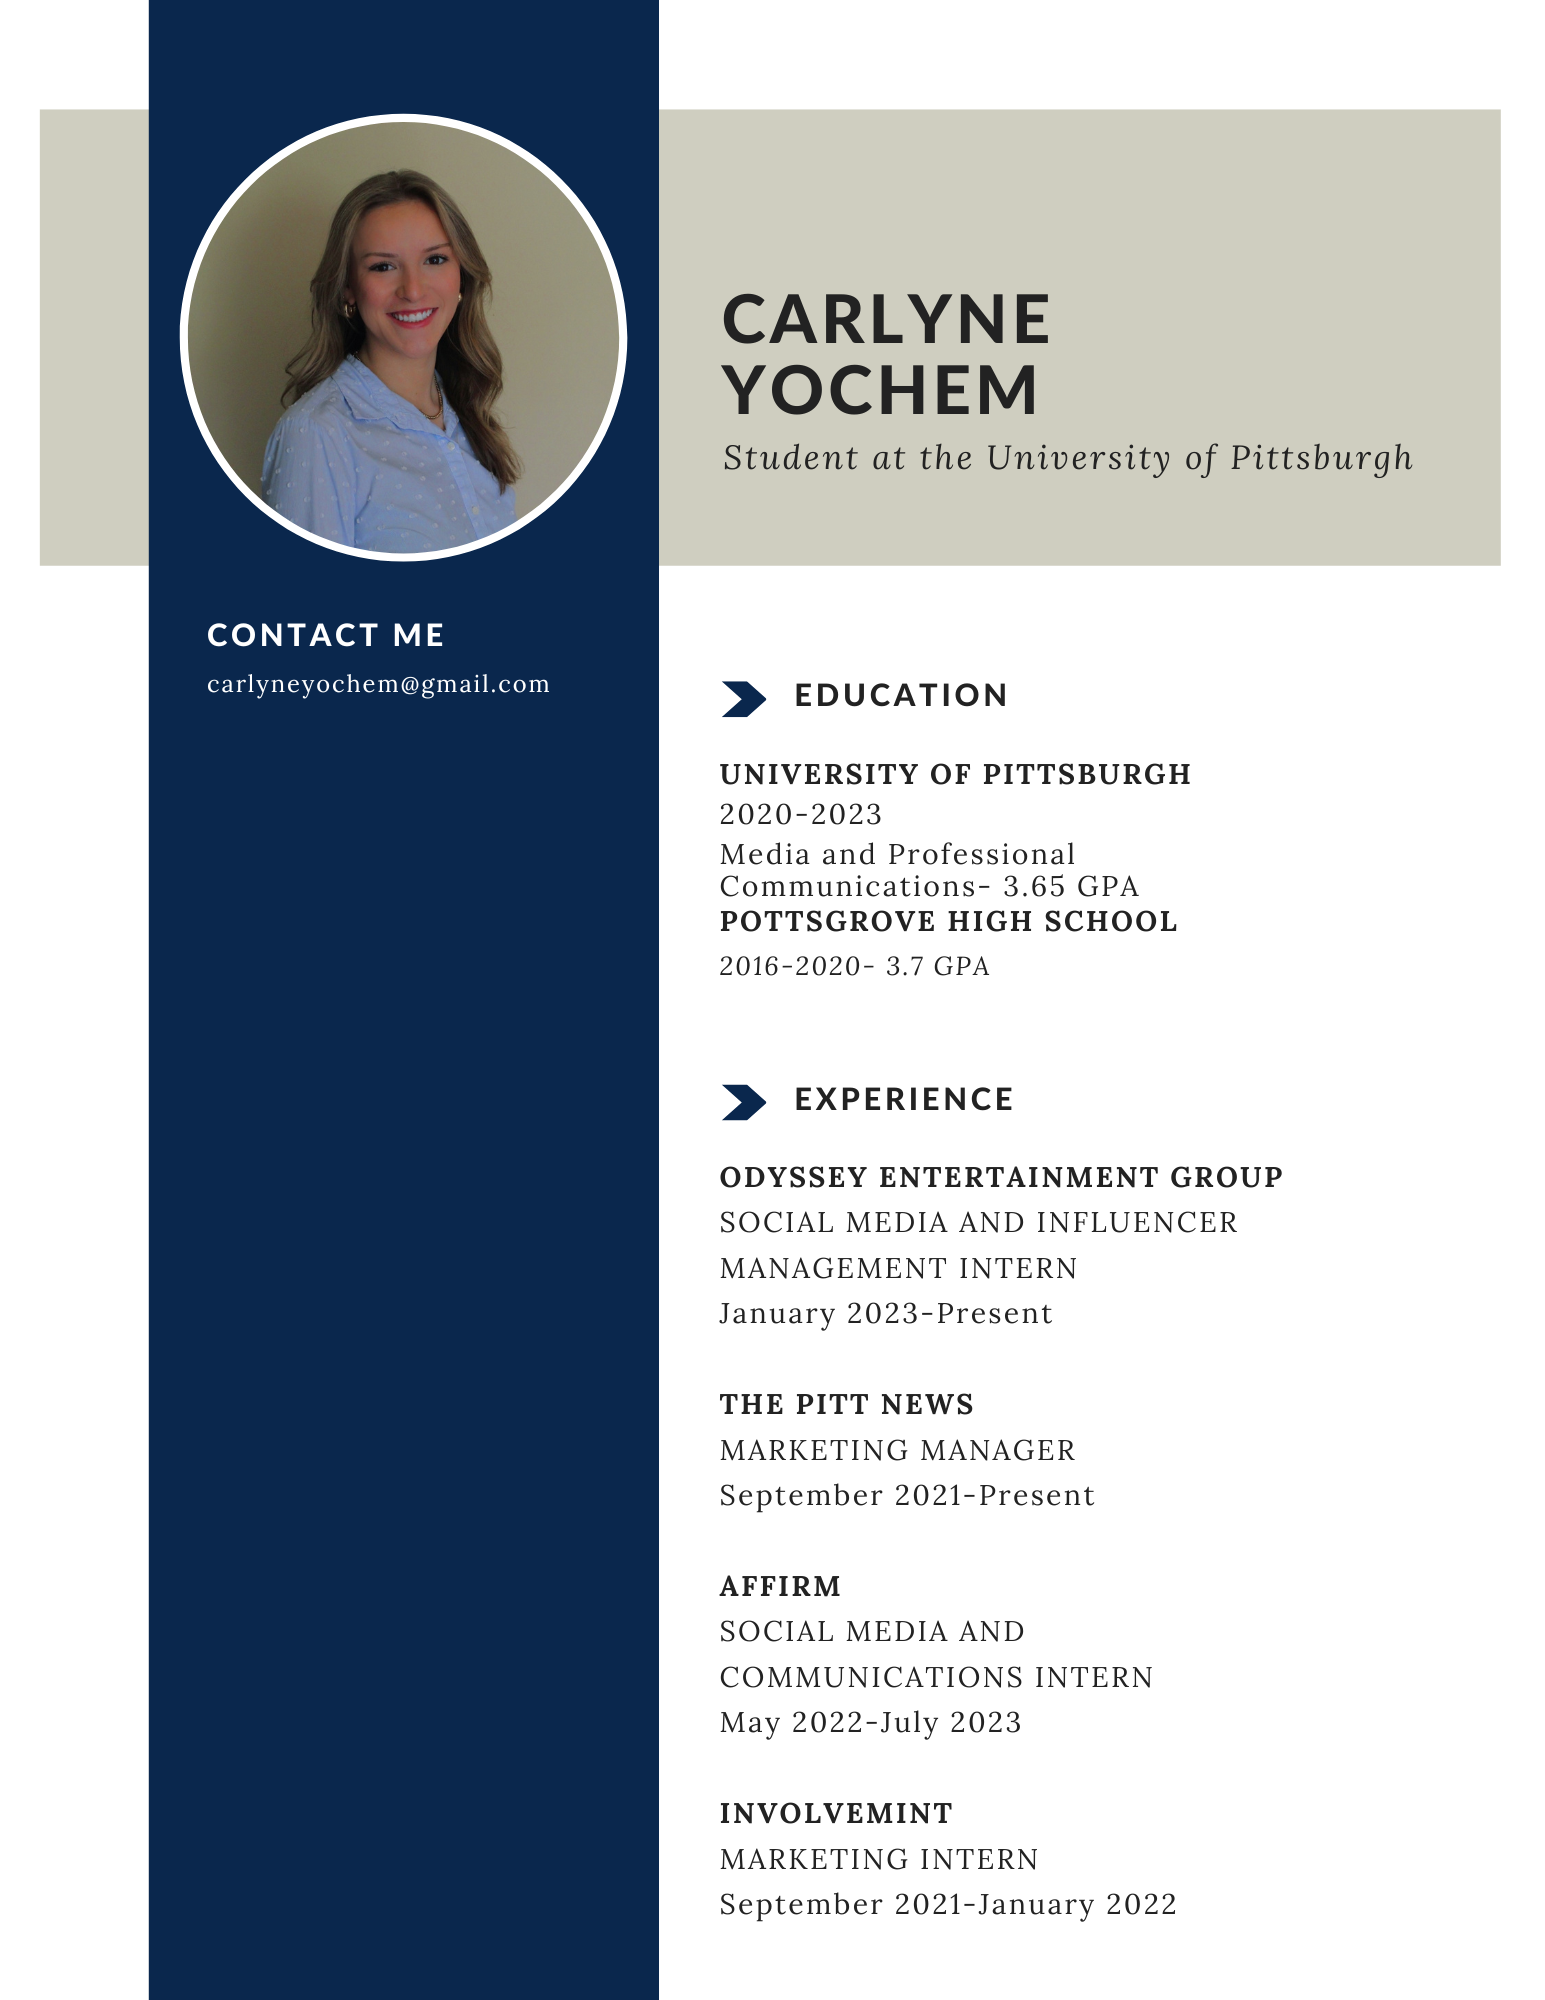 CARLYNE
YOCHEM
Student at the University of Pittsburgh
CONTACT ME
carlyneyochem@gmail.com
EDUCATION
UNIVERSITY OF PITTSBURGH
2020-2023
Media and Professional
Communications- 3.65 GPA
POTTSGROVE HIGH SCHOOL
2016-2020- 3.7 GPA
EXPERIENCE
ODYSSEY ENTERTAINMENT GROUP
SOCIAL MEDIA AND INFLUENCER
MANAGEMENT INTERN
January 2023-Present
THE PITT NEWS
MARKETING MANAGER
September 2021-Present
AFFIRM
SOCIAL MEDIA AND
COMMUNICATIONS INTERN
May 2022-July 2023
INVOLVEMINT
MARKETING INTERN
September 2021-January 2022